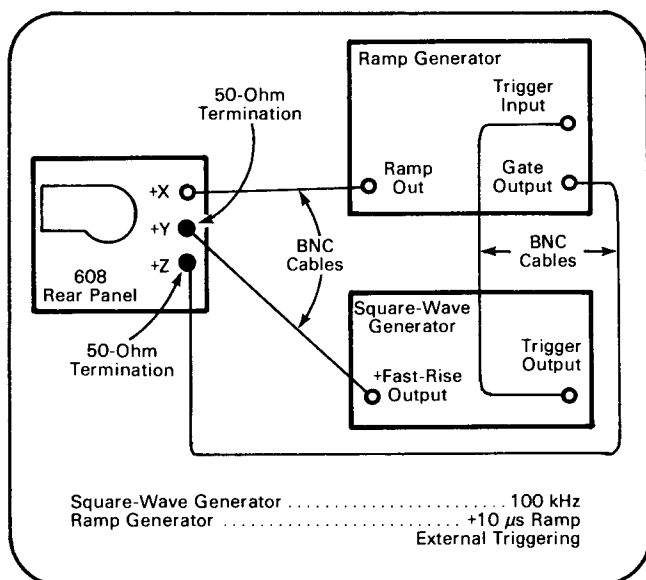 Ramp Generator
Trigger
Input
50-Ohm
Termination
Ramp
Out
Gate
Output
+X
+Y
+Z
608
Rear Panel
BNC
Cables
BNC
Cables
50-Ohm
Termination
Square-Wave
Generator
+Fast-Rise
Output
Trigger
Output
Square-Wave Generator ........................ 100 kHz
Ramp Generator ........................ +10 µs Ramp
External Triggering